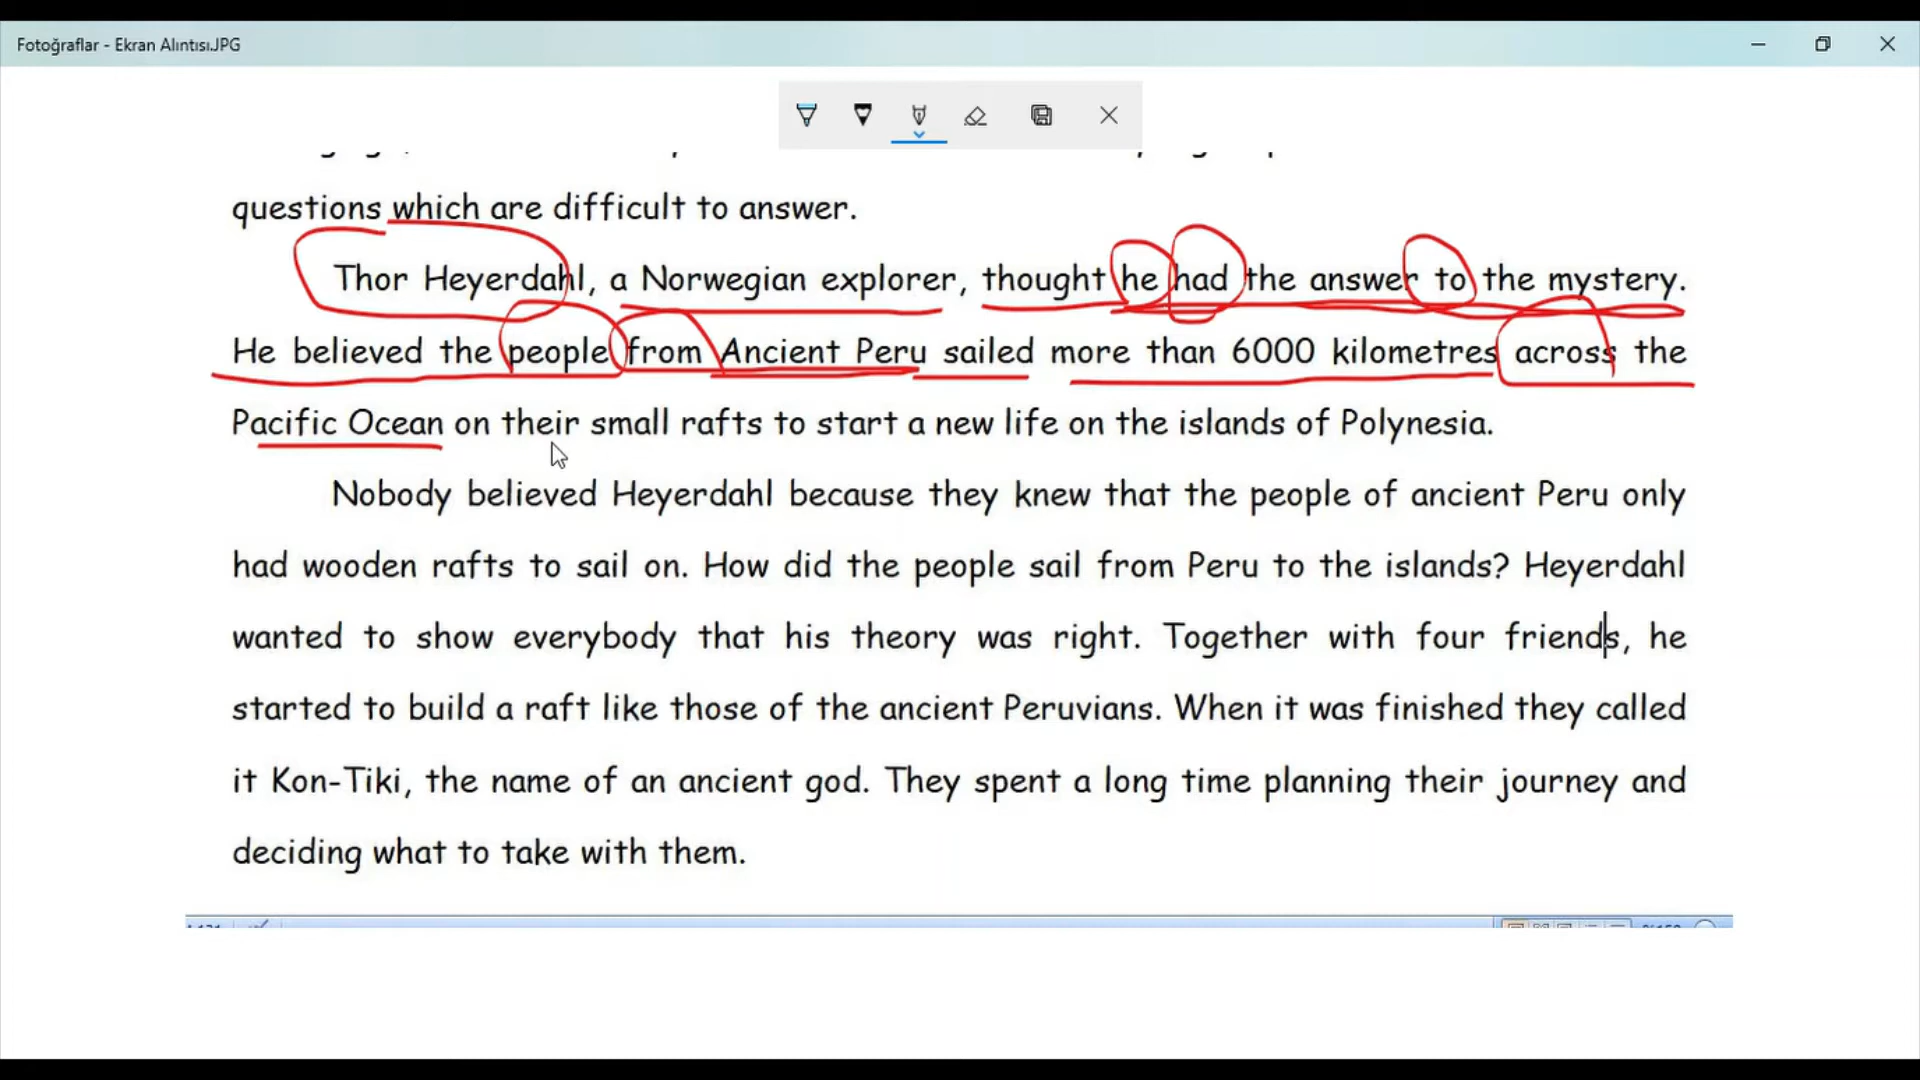 Fotoğraflar - Ekran Alıntısı.JPG
questions which are difficult to answer.
Thor Heyerdahl, a Norwegian explorer, thought he had the answer to the mystery.
He believed the people from Ancient Peru sailed more than 6000 kilometres across the
Pacific Ocean on their small rafts to start a new life on the islands of Polynesia.
Nobody believed Heyerdahl because they knew that the people of ancient Peru only
had wooden rafts to sail on. How did the people sail from Peru to the islands? Heyerdahl
wanted to show everybody that his theory was right. Together with four friends, he
started to build a raft like those of the ancient Peruvians. When it was finished they called
it Kon-Tiki, the name of an ancient god. They spent a long time planning their journey and
deciding what to take with them.